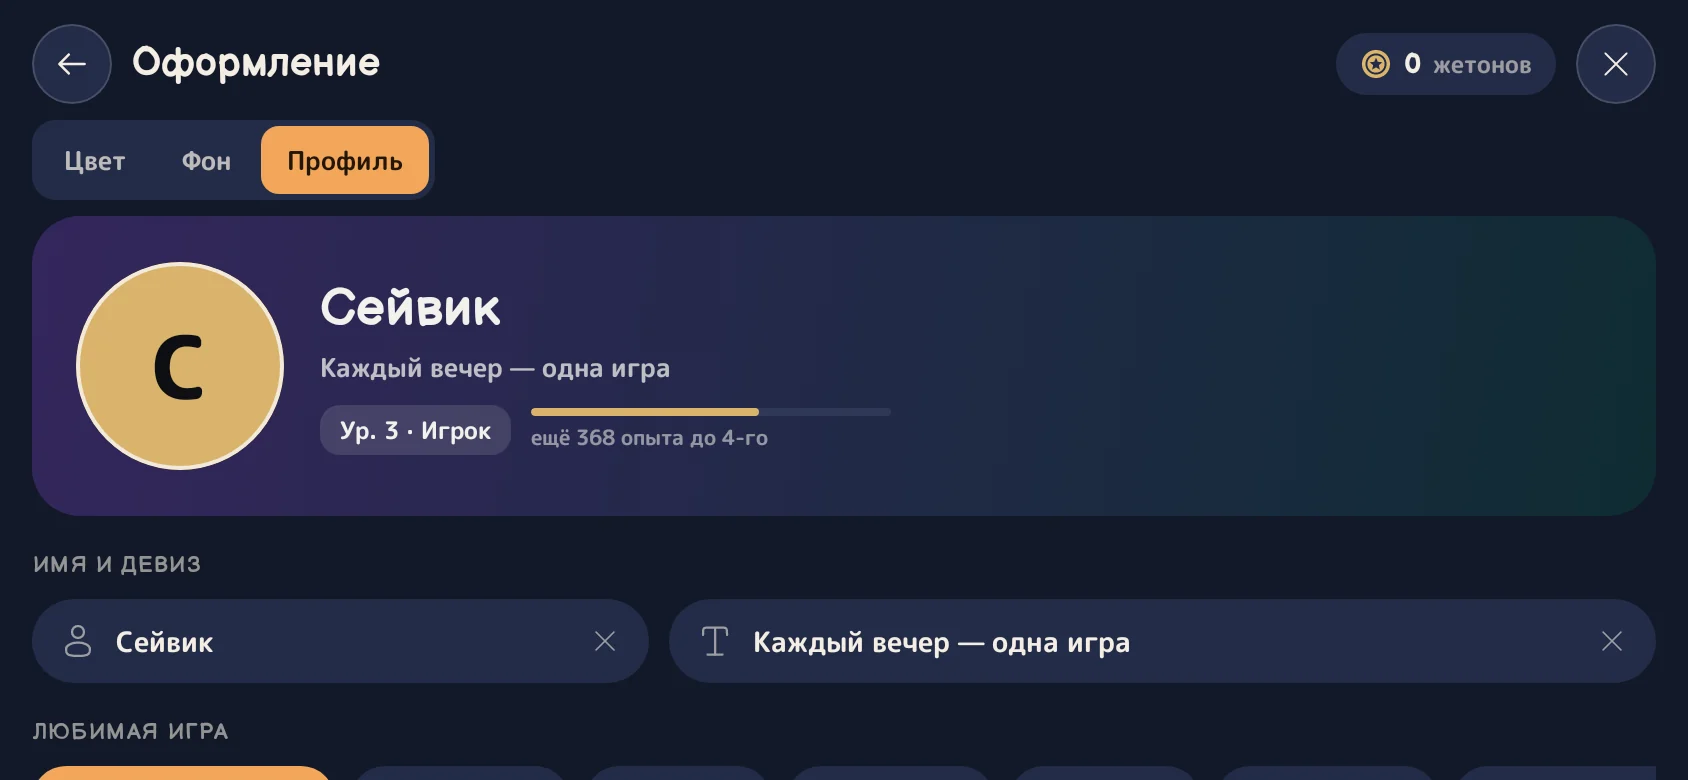 Оформление
0 жетонов
Цвет Фон Профиль
С
Сейвик
Каждый вечер — одна игра
Ур. 3 · Игрок
ещё 368 опыта до 4-го
ИМЯ И ДЕВИЗ
Сейвик
Каждый вечер — одна игра
ЛЮБИМАЯ ИГРА